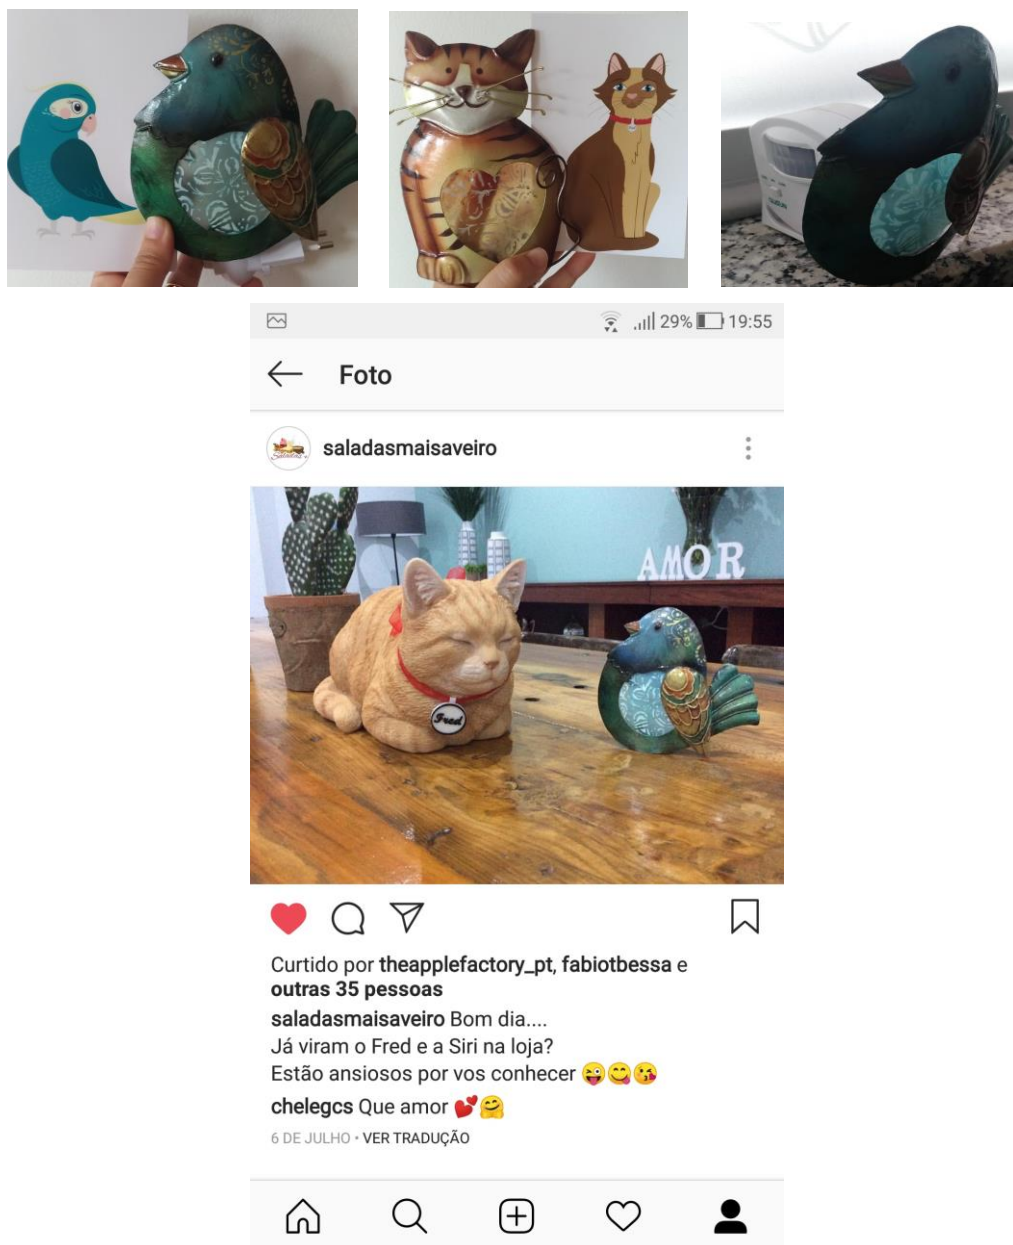 29% 19:55
Foto
Saladas+
saladasmaisaveiro
AMOR
Fred
Curtido por theapplefactory_pt, fabiotbessa e
outras 35 pessoas
saladasmaisaveiro Bom dia....
Já viram o Fred e a Siri na loja?
Estão ansiosos por vos conhecer 😜😋😘
chelegcs Que amor 💕🤗
6 DE JULHO • VER TRADUÇÃO